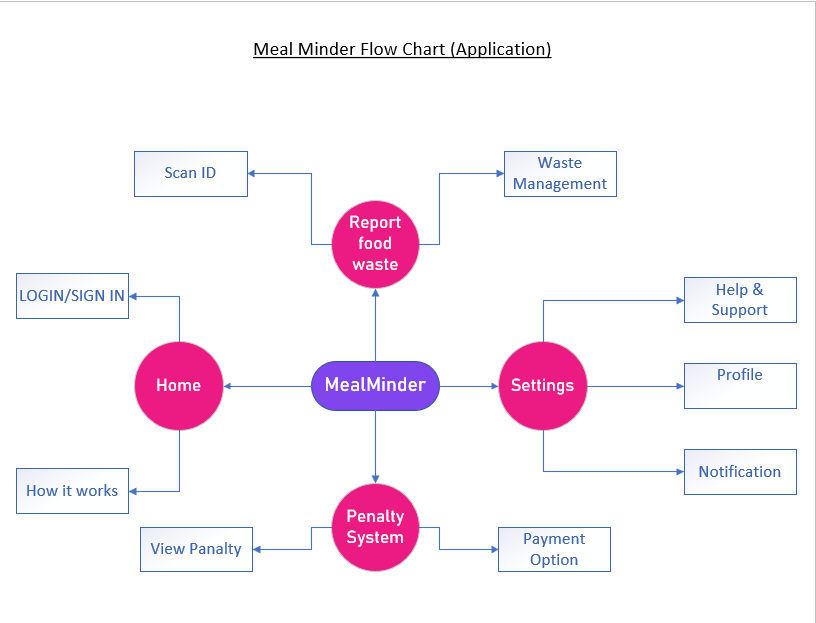 Meal Minder Flow Chart (Application)
Scan ID
Waste
Management
Report
food
waste
LOGIN/SIGN IN
Help &
Support
Home
MealMinder
Settings
Profile
How it works
Notification
Penalty
System
View Panalty
Payment
Option